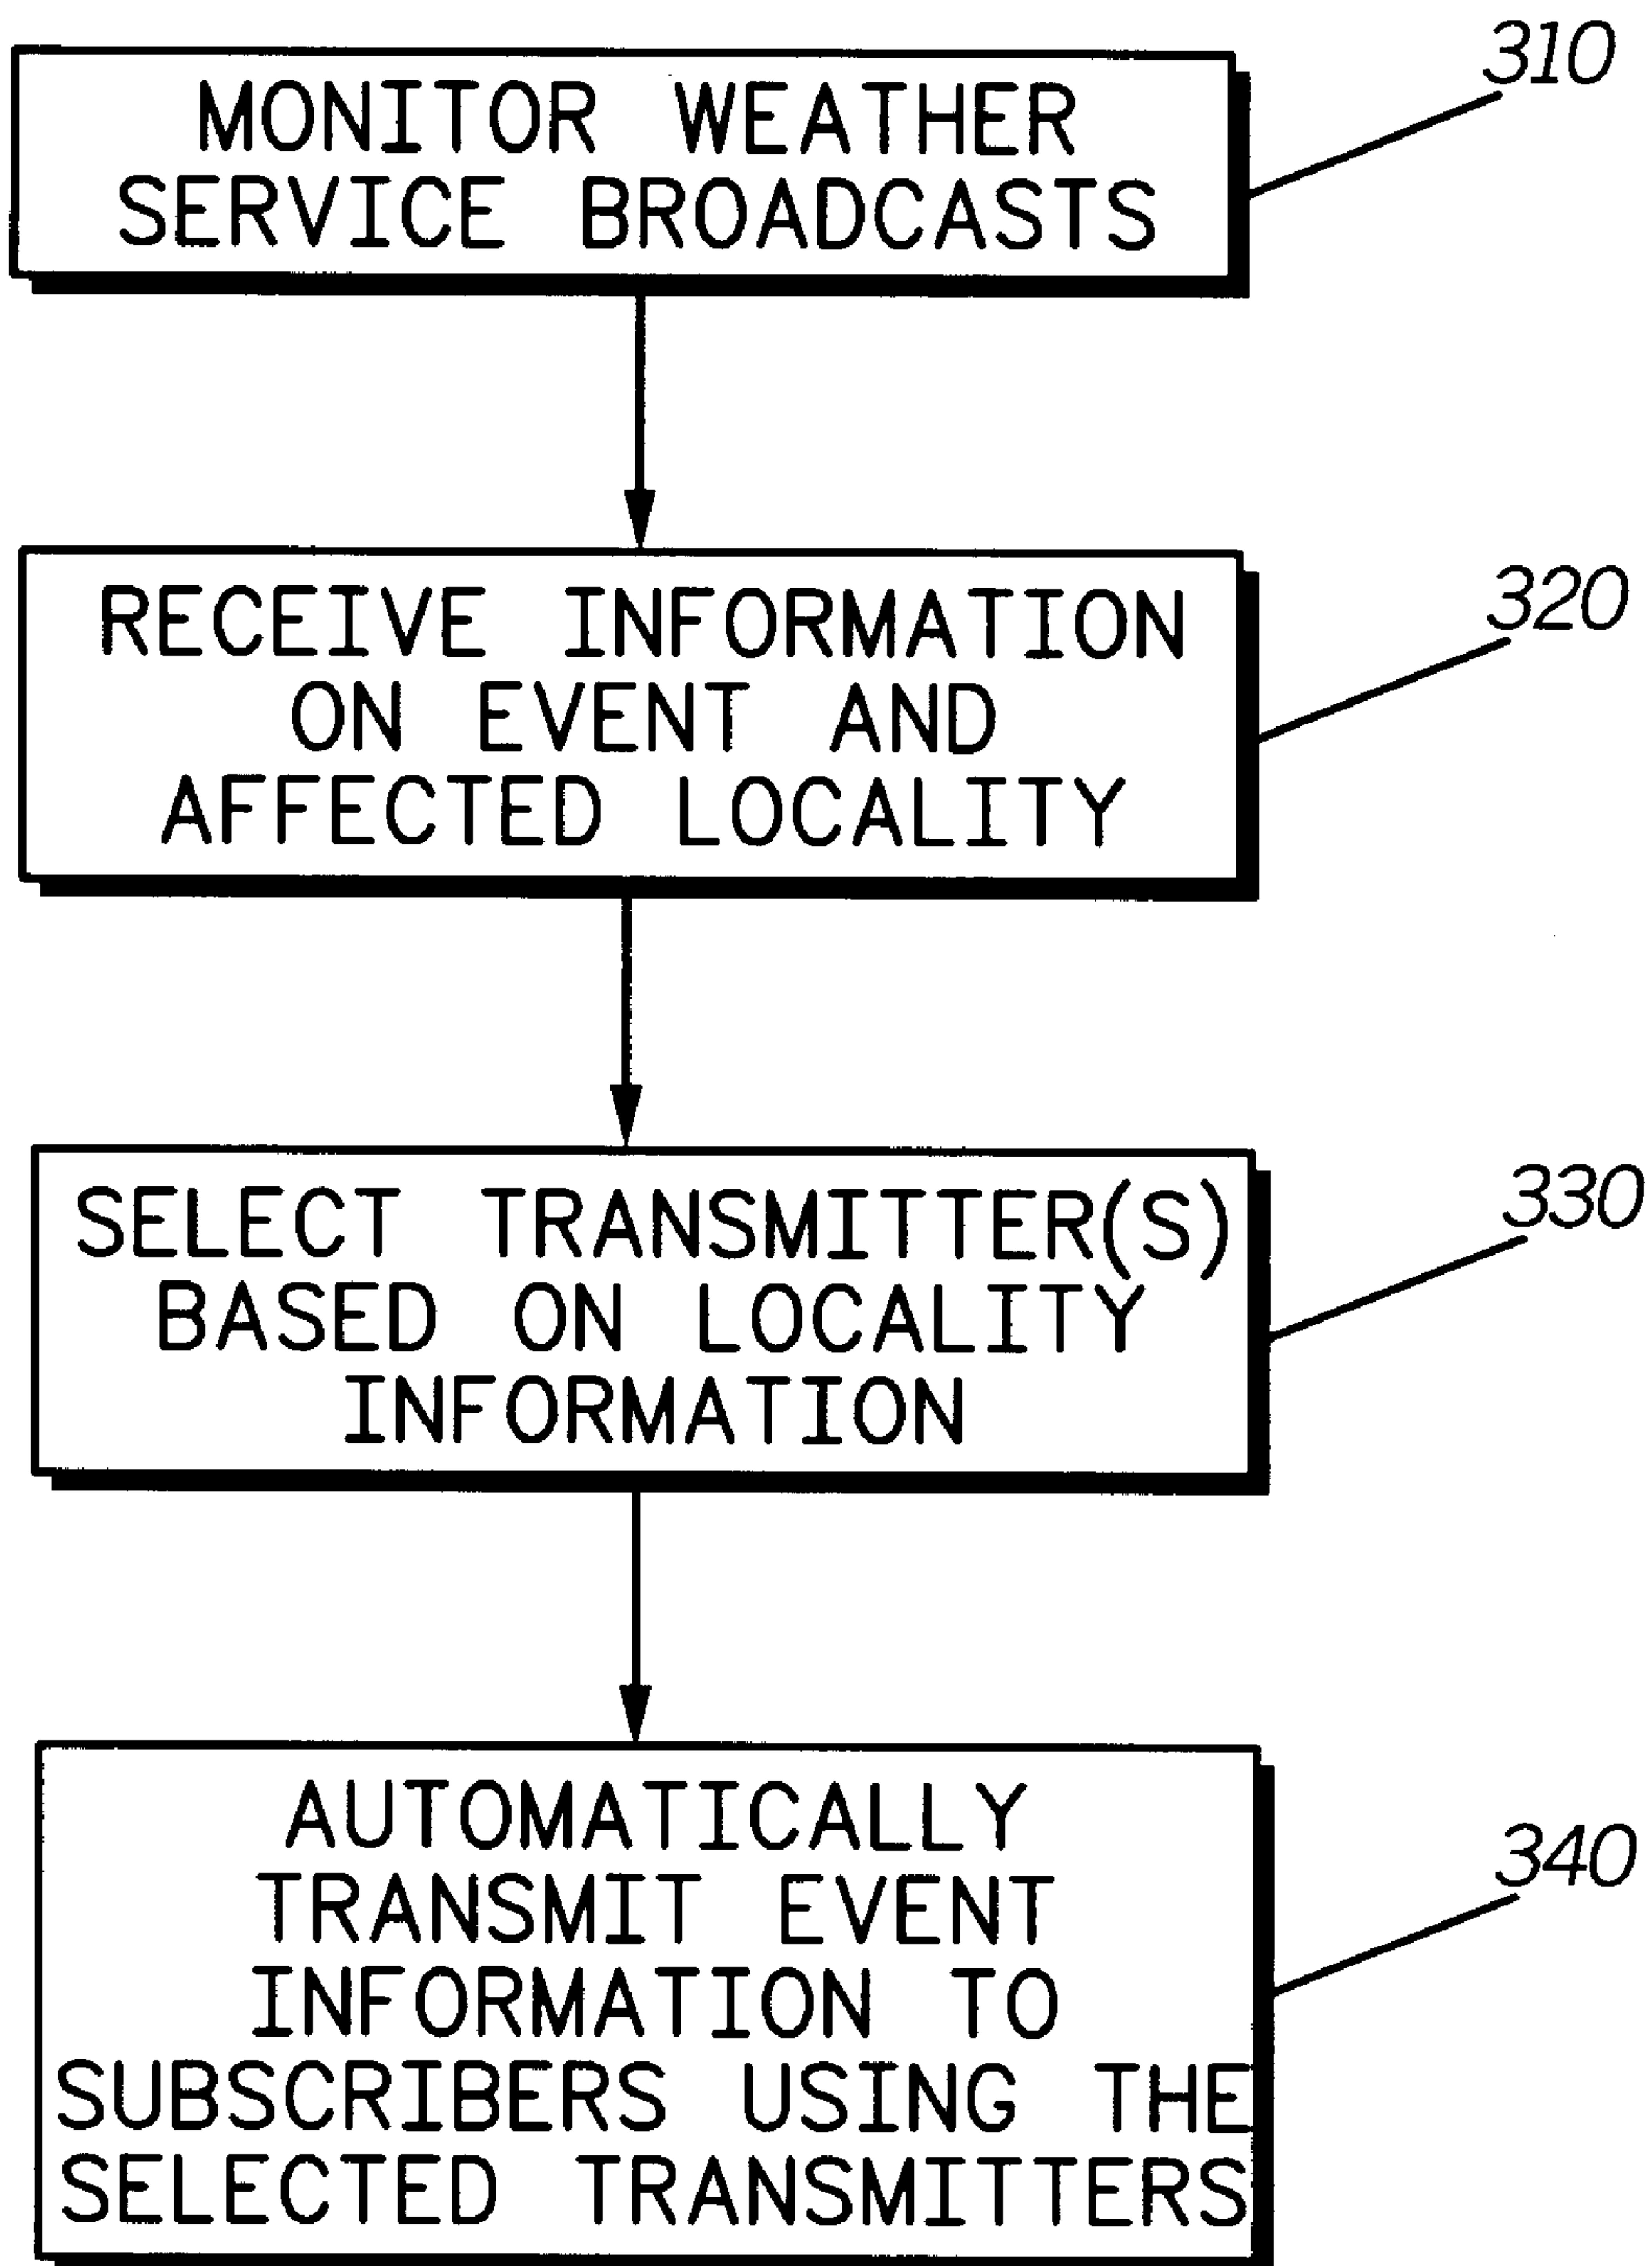 310
MONITOR WEATHER
SERVICE BROADCASTS
320
RECEIVE INFORMATION
ON EVENT AND
AFFECTED LOCALITY
330
SELECT TRANSMITTER(S)
BASED ON LOCALITY
INFORMATION
340
AUTOMATICALLY
TRANSMIT EVENT
INFORMATION TO
SUBSCRIBERS USING THE
SELECTED TRANSMITTERS